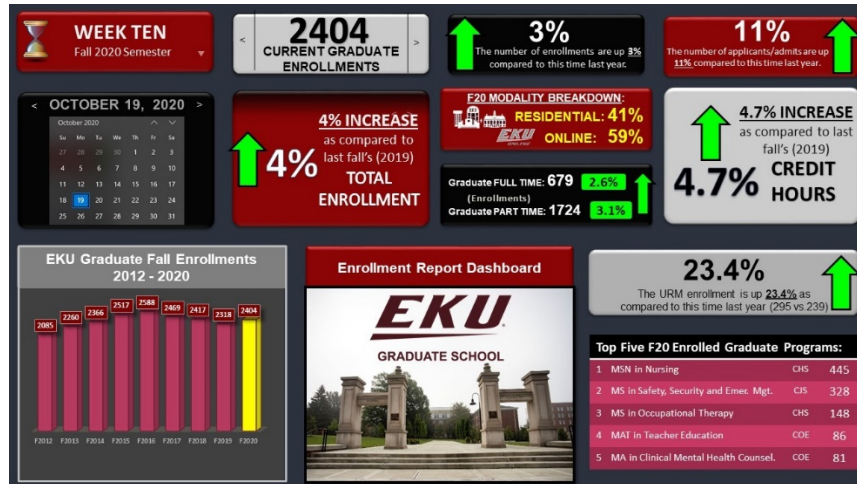 WEEK TEN
Fall 2020 Semester
<
2404
>
CURRENT GRADUATE
ENROLLMENTS
3%
The number of enrollments are up 3%
compared to this time last year.
11%
The number of applicants/admits are up
11% compared to this time last year.
< OCTOBER 19, 2020 >
October 2020
Su Mo Tu We Th Fr Sa
27 28 29 30 1 2 3
4 5 6 7 8 9 10
11 12 13 14 15 16 17
18 19 20 21 22 23 24
25 26 27 28 29 30 31
4%
4% INCREASE
as compared to
last fall's (2019)
TOTAL
ENROLLMENT
F20 MODALITY BREAKDOWN:
RESIDENTIAL: 41%
EKU
ONLINE
ONLINE: 59%
Graduate FULL TIME: 679 2.6%
(Enrollments)
Graduate PART TIME: 1724 3.1%
4.7% INCREASE
as compared to last
fall's (2019)
4.7% CREDIT
HOURS
EKU Graduate Fall Enrollments
2012 - 2020
2085 2260 2366 2517 2588 2469 2417 2318 2404
F2012 F2013 F2014 F2015 F2016 F2017 F2018 F2019 F2020
Enrollment Report Dashboard
EKU
GRADUATE SCHOOL
23.4%
The URM enrollment is up 23.4% as
compared to this time last year (295 vs.239)
Top Five F20 Enrolled Graduate Programs:
1 MSN in Nursing CHS 445
2 MS in Safety, Security and Emer. Mgt. CJS 328
3 MS in Occupational Therapy CHS 148
4 MAT in Teacher Education COE 86
5 MA in Clinical Mental Health Counsel. COE 81